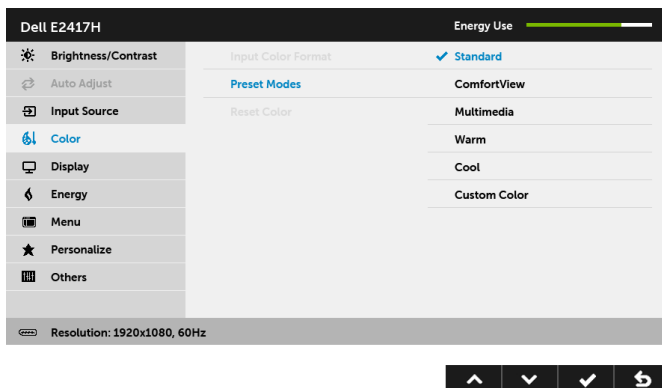 Dell E2417H
Energy Use
Brightness/Contrast
Input Color Format
Standard
Auto Adjust
Preset Modes
ComfortView
Input Source
Reset Color
Multimedia
Color
Warm
Display
Cool
Energy
Custom Color
Menu
Personalize
Others
Resolution: 1920x1080, 60Hz